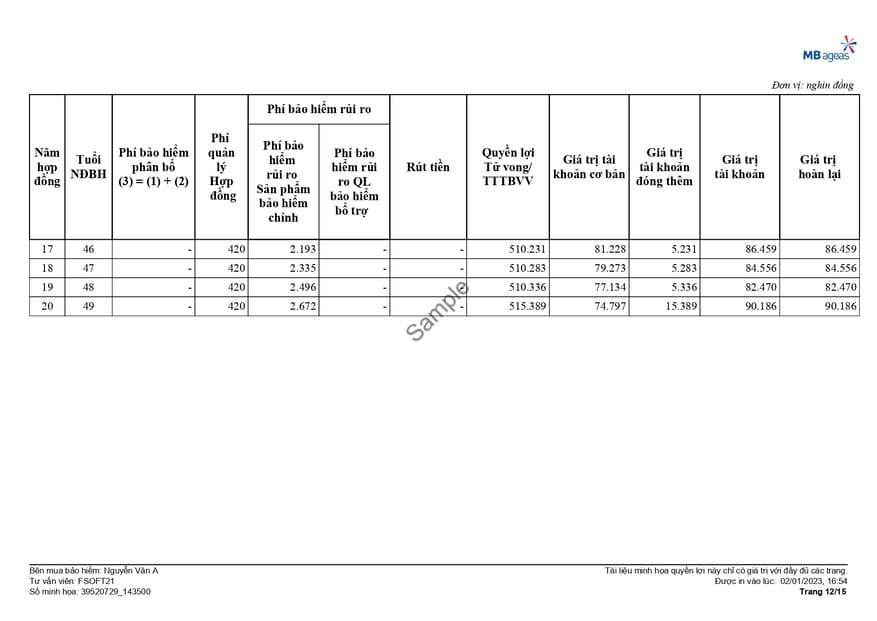 MB ageas
Đơn vị: nghìn đồng
Năm hợp đồng | Tuổi NĐBH | Phí bảo hiểm phân bổ (3) = (1) + (2) | Phí quản lý Hợp đồng | Phí bảo hiểm rủi ro | Rút tiền | Quyền lợi Tử vong/ TTTBVV | Giá trị tài khoản cơ bản | Giá trị tài khoản đóng thêm | Giá trị tài khoản | Giá trị hoàn lại
Phí bảo hiểm rủi ro Sản phẩm bảo hiểm chính | Phí bảo hiểm rủi ro QL bảo hiểm bổ trợ
17 | 46 | - | 420 | 2.193 | - | - | 510.231 | 81.228 | 5.231 | 86.459 | 86.459
18 | 47 | - | 420 | 2.335 | - | - | 510.283 | 79.273 | 5.283 | 84.556 | 84.556
19 | 48 | - | 420 | 2.496 | - | - | 510.336 | 77.134 | 5.336 | 82.470 | 82.470
20 | 49 | - | 420 | 2.672 | - | - | 515.389 | 74.797 | 15.389 | 90.186 | 90.186
Sample
Bên mua bảo hiểm: Nguyễn Văn A
Tư vấn viên: FSOFT21
Số minh họa: 39520729_143500
Tài liệu minh họa quyền lợi này chỉ có giá trị với đầy đủ các trang.
Được in vào lúc: 02/01/2023, 16:54
Trang 12/15